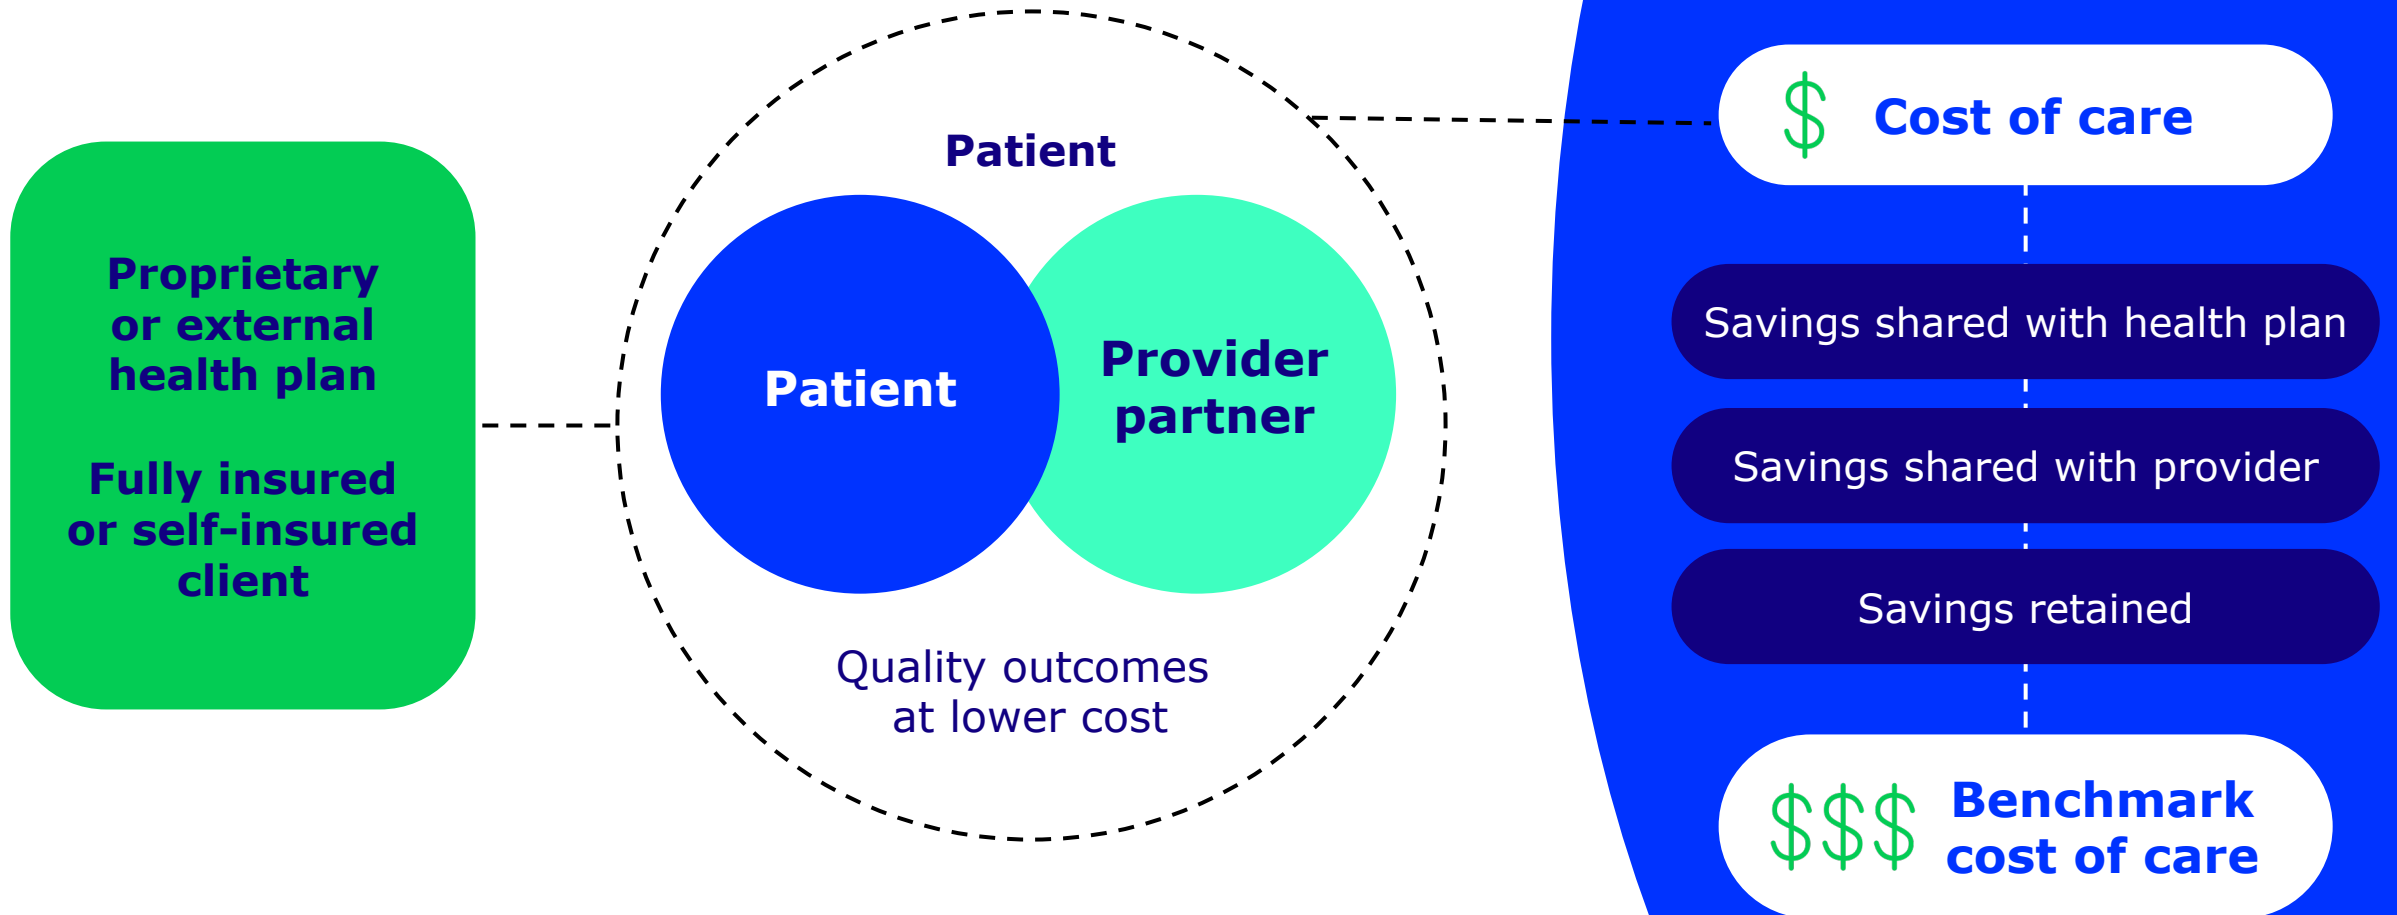 Proprietary
or external
health plan
Fully insured
or self-insured
client
Patient
Patient
Provider
partner
Quality outcomes
at lower cost
$ Cost of care
Savings shared with health plan
Savings shared with provider
Savings retained
$$$ Benchmark
cost of care